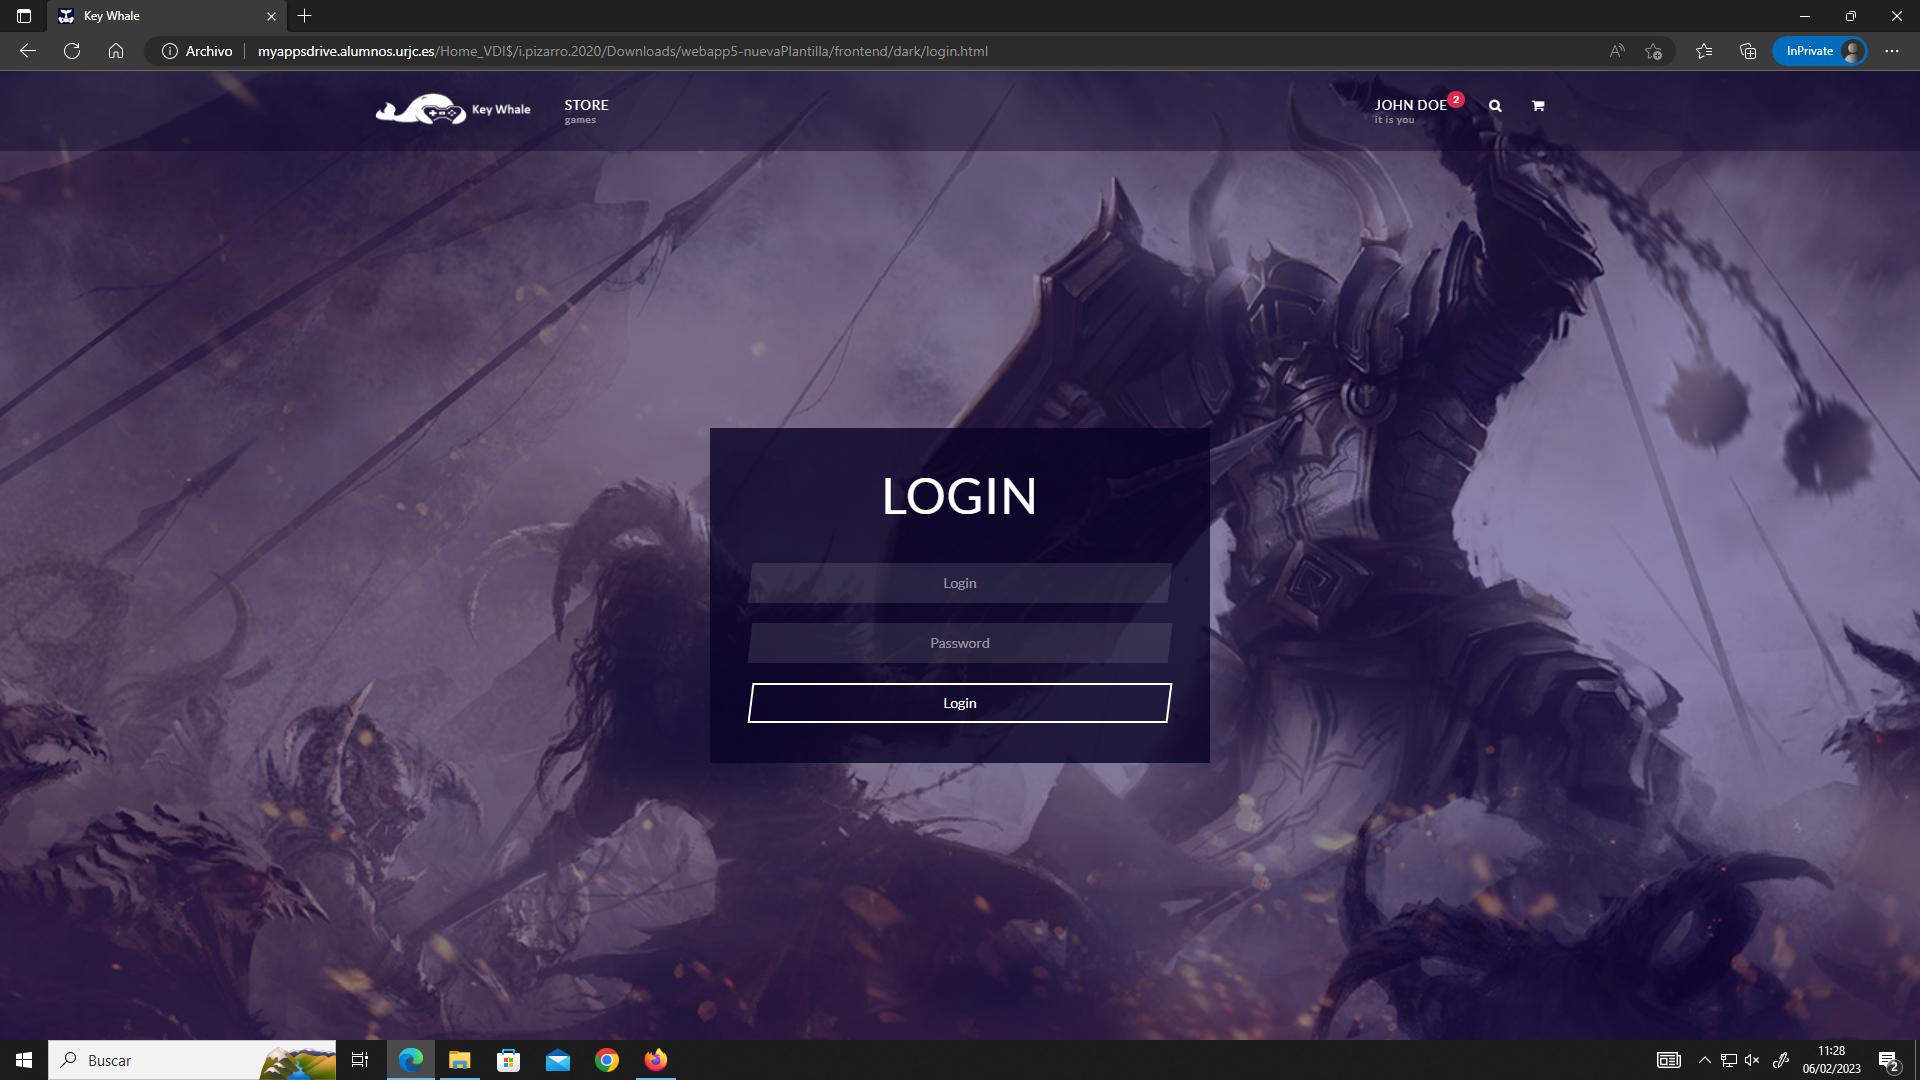 Key Whale
Archivo
myappsdrive.alumnos.urjc.es/Home_VDI$/i.pizarro.2020/Downloads/webapp5-nuevaPlantilla/frontend/dark/login.html
InPrivate
Key Whale
STORE
games
JOHN DOE 2
it is you
LOGIN
Login
Password
Login
Buscar
11:28
06/02/2023
2